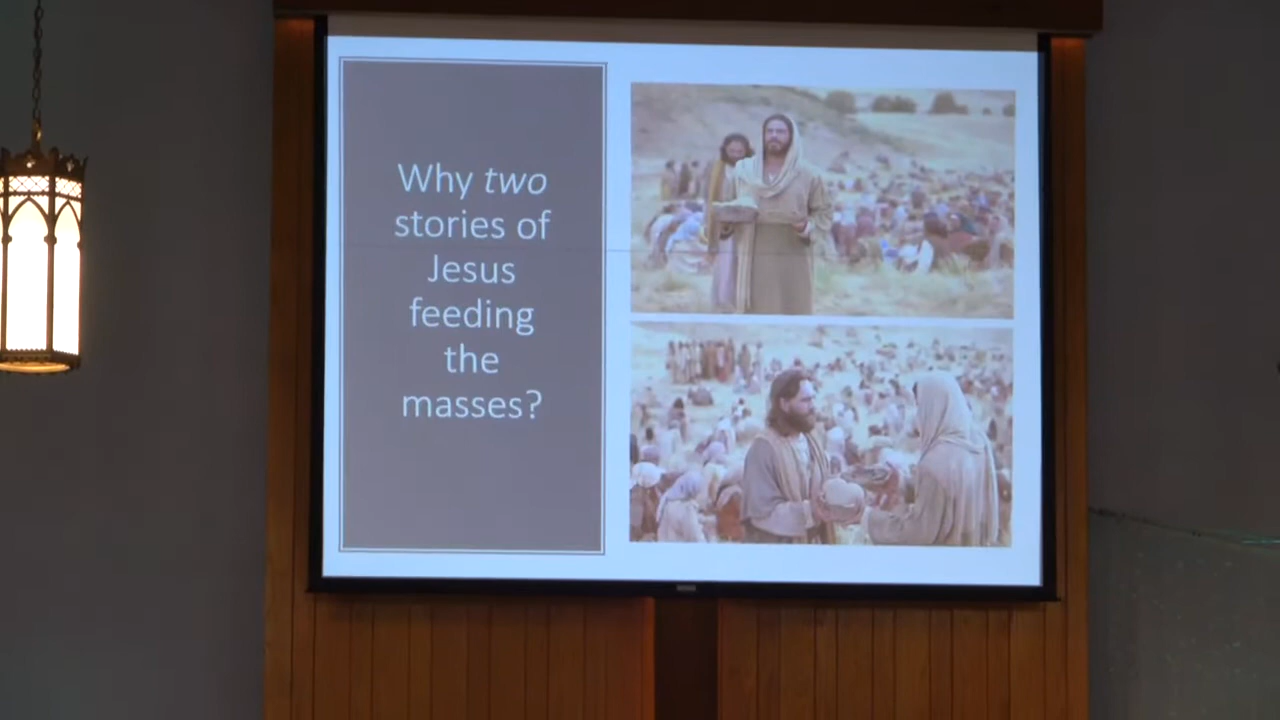 Why two
stories of
Jesus
feeding
the
masses?